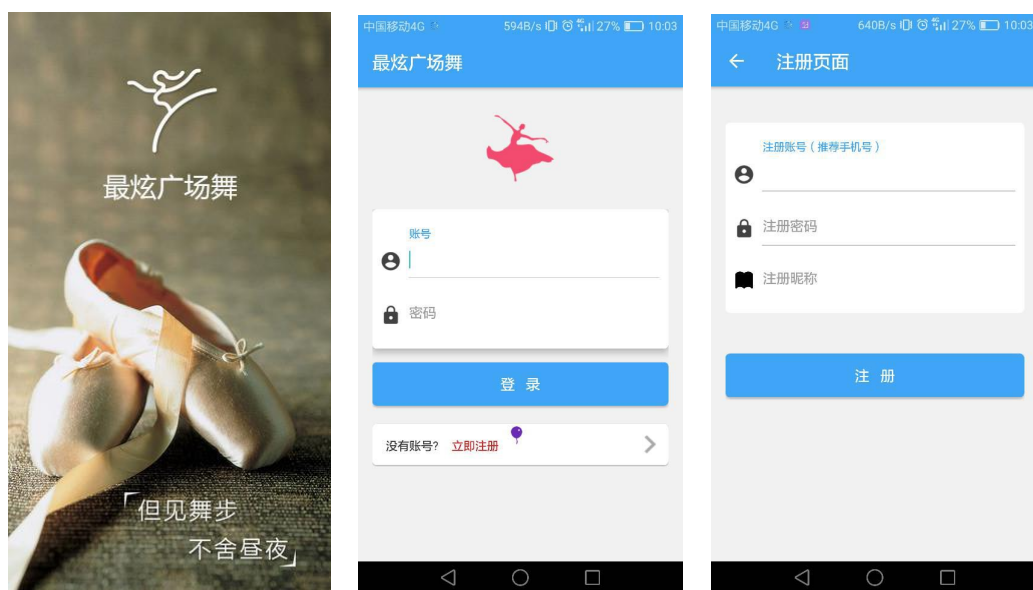 最炫广场舞
「但见舞步
不舍昼夜」
中国移动4G 594B/s 4G 27% 10:03
最炫广场舞
账号
密码
登 录
没有账号? 立即注册
中国移动4G 640B/s 4G 27% 10:03
注册页面
注册账号（推荐手机号）
注册密码
注册昵称
注 册